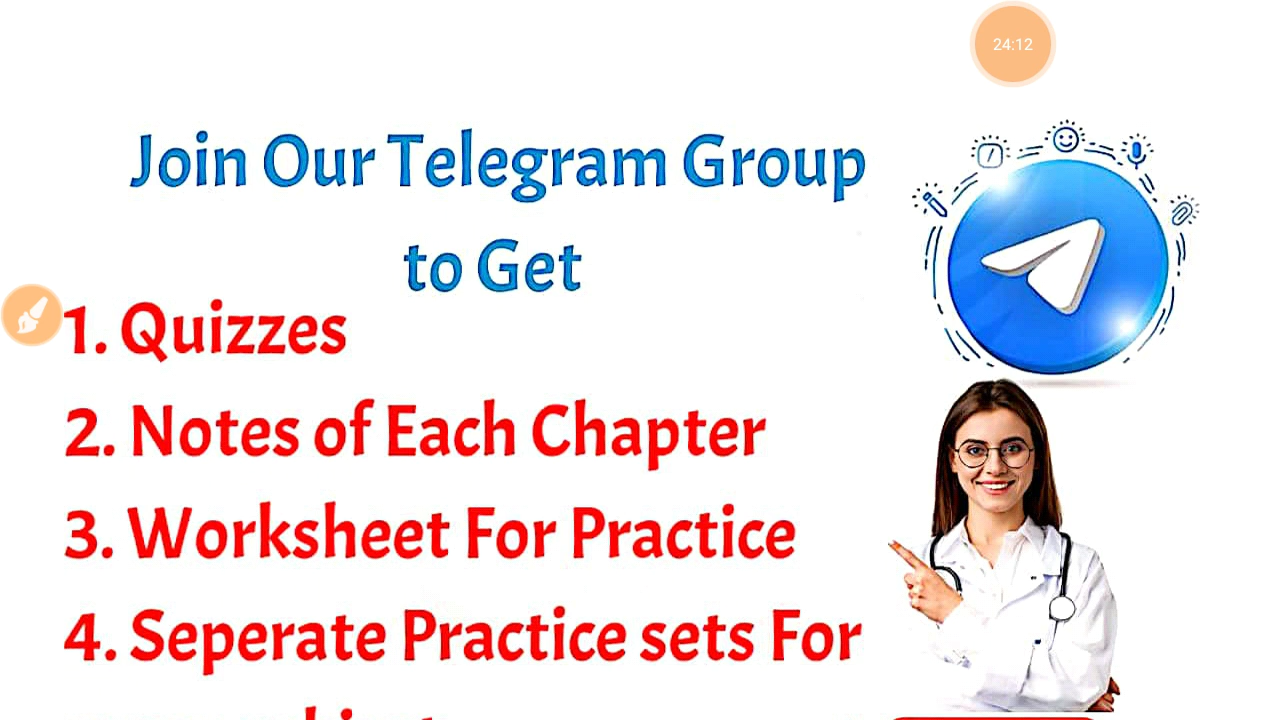 24:12
Join Our Telegram Group
to Get
1. Quizzes
2. Notes of Each Chapter
3. Worksheet For Practice
4. Seperate Practice sets For